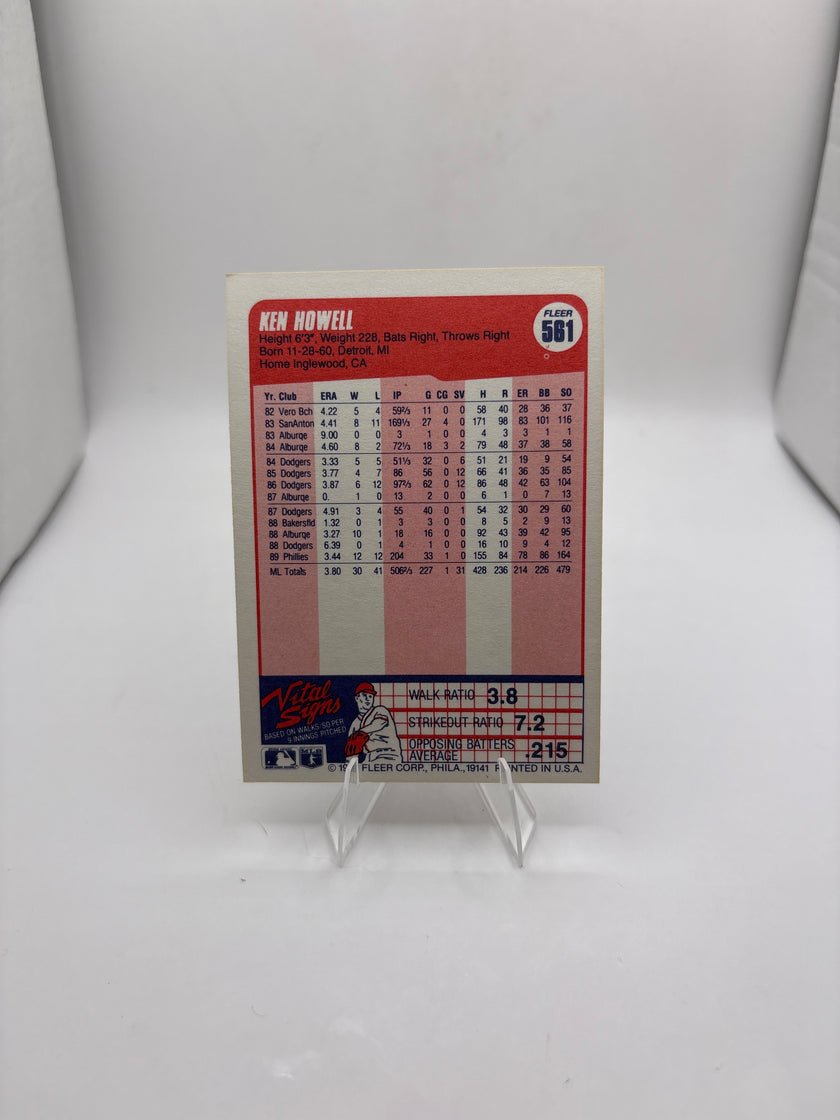 KEN HOWELL
FLEER
561
Height 6'3", Weight 228, Bats Right, Throws Right
Born 11-28-60, Detroit, MI
Home Inglewood, CA
Yr. Club ERA W L IP G CG SV H R ER BB SO
82 Vero Bch 4.22 5 4 59⅔ 11 0 0 58 40 28 36 37
83 SanAnton 4.41 8 11 169⅓ 27 4 0 171 98 83 101 116
83 Alburqe 9.00 0 0 3 1 0 0 4 3 3 1 1
84 Alburqe 4.60 8 2 72⅓ 18 3 2 79 48 37 38 58
84 Dodgers 3.33 5 5 51⅓ 32 0 6 51 21 19 9 54
85 Dodgers 3.77 4 7 86 56 0 12 66 41 36 35 85
86 Dodgers 3.87 6 12 97⅔ 62 0 12 86 48 42 63 104
87 Alburqe 0. 1 0 13 2 0 0 6 1 0 7 13
87 Dodgers 4.91 3 4 55 40 0 1 54 32 30 29 60
88 Bakersfld 1.32 0 1 3 3 0 0 8 5 2 9 13
88 Alburqe 3.27 10 1 18 16 0 0 92 43 39 42 95
88 Dodgers 6.39 0 1 4 1 0 0 16 10 9 4 12
89 Phillies 3.44 12 12 204 33 1 0 155 84 78 86 164
ML Totals 3.80 30 41 506⅔ 227 1 31 428 236 214 226 479
Vital
Signs
BASED ON WALKS/SO PER
9 INNINGS PITCHED
WALK RATIO 3.8
STRIKEOUT RATIO 7.2
OPPOSING BATTERS
AVERAGE .215
FLEER CORP., PHILA., 19141 PRINTED IN U.S.A.